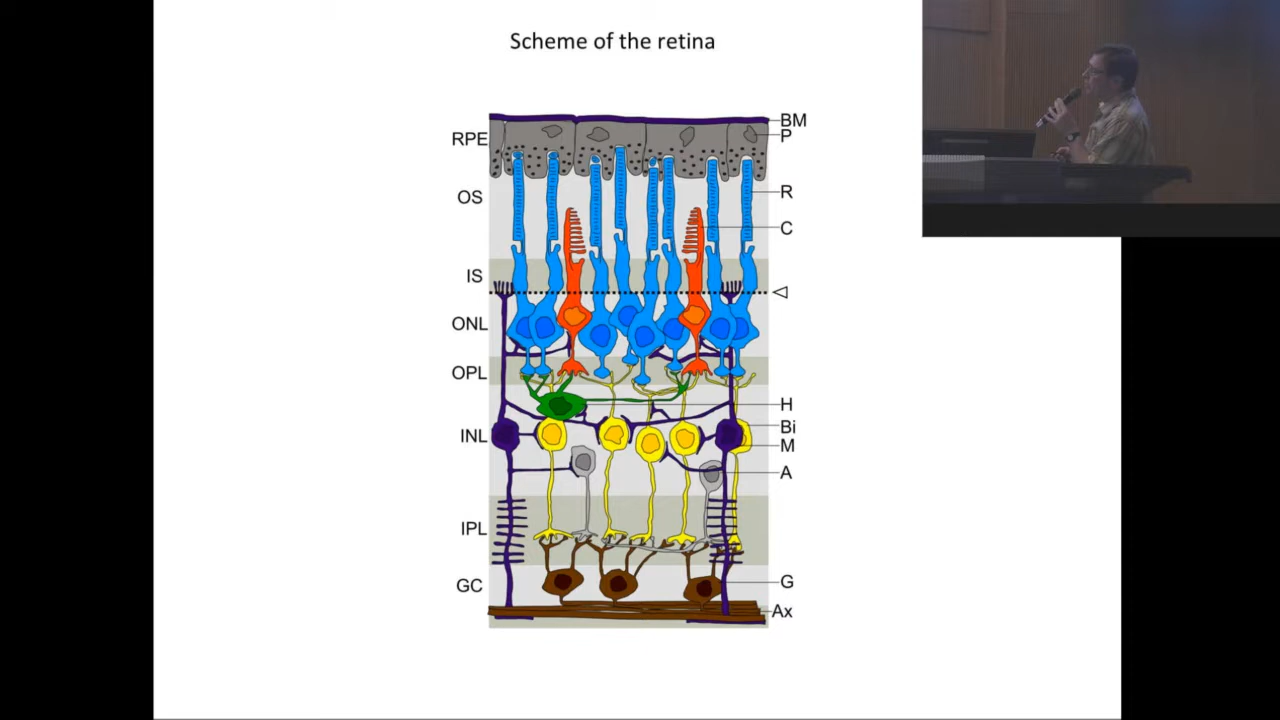 Scheme of the retina
BM
RPE
P
R
OS
C
IS
ONL
OPL
H
Bi
INL
M
A
IPL
G
GC
Ax